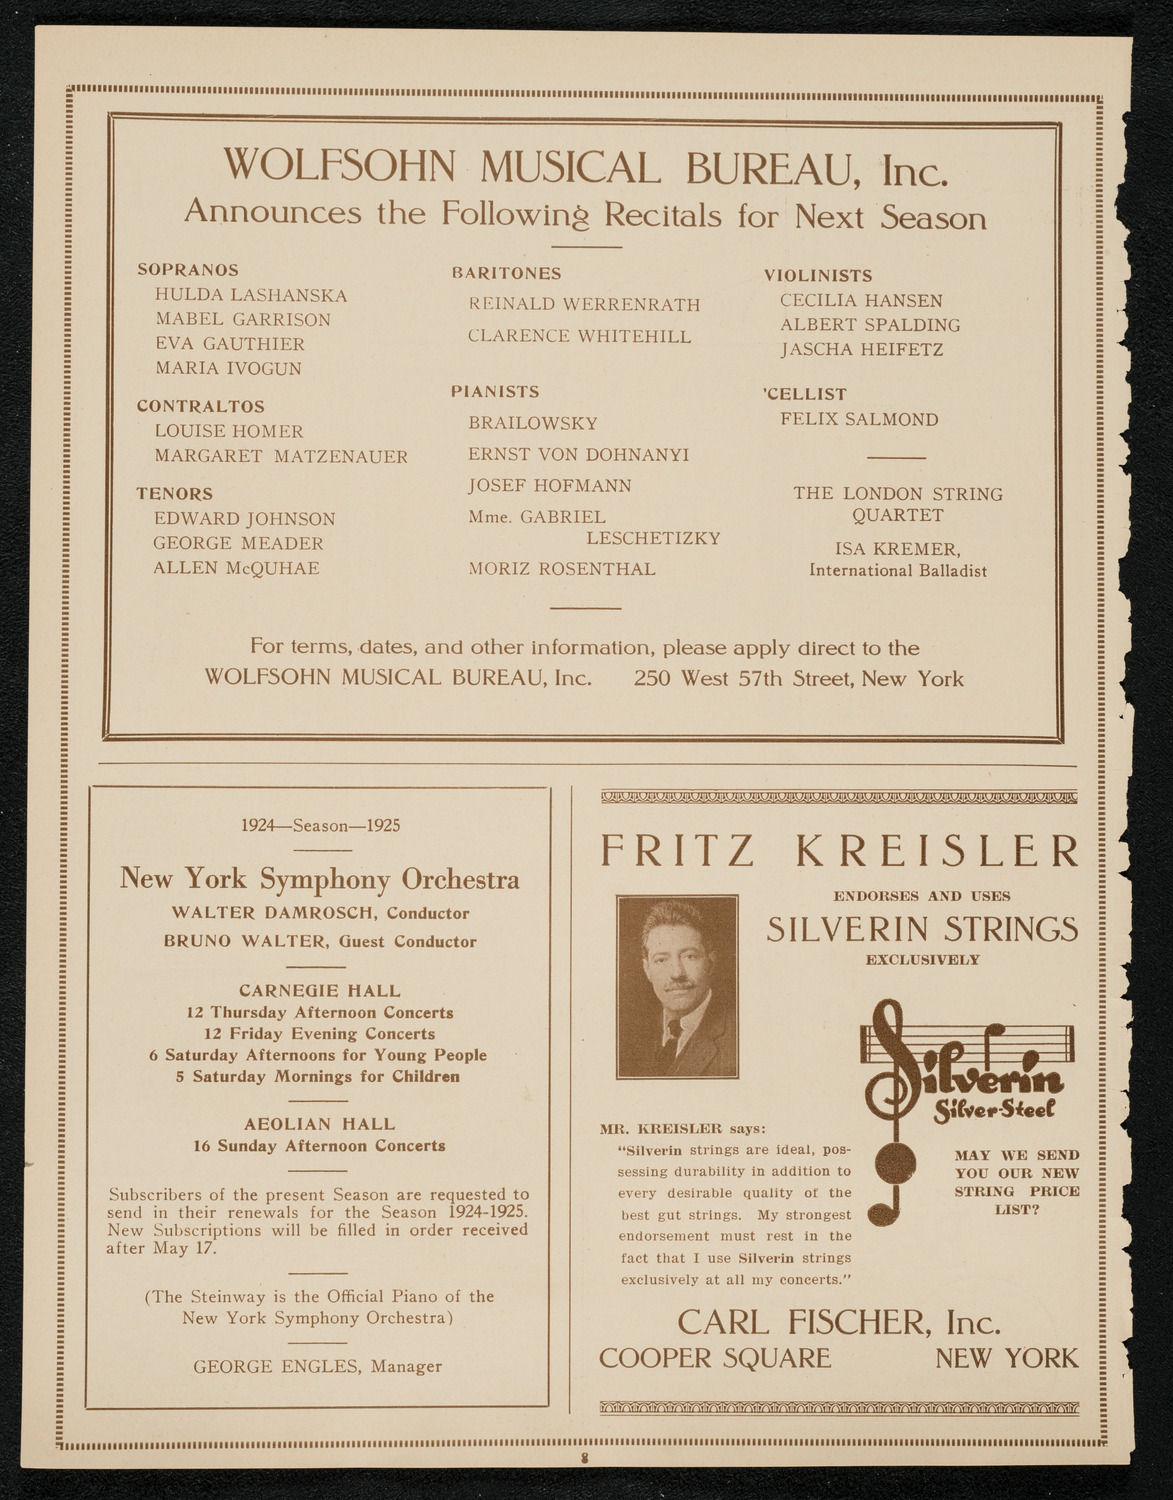 WOLFSOHN MUSICAL BUREAU, Inc.
Announces the Following Recitals for Next Season
SOPRANOS
HULDA LASHANSKA
MABEL GARRISON
EVA GAUTHIER
MARIA IVOGUN
CONTRALTOS
LOUISE HOMER
MARGARET MATZENAUER
TENORS
EDWARD JOHNSON
GEORGE MEADER
ALLEN McQUHAE
BARITONES
REINALD WERRENRATH
CLARENCE WHITEHILL
PIANISTS
BRAILOWSKY
ERNST VON DOHNANYI
JOSEF HOFMANN
Mme. GABRIEL
LESCHETIZKY
MORIZ ROSENTHAL
VIOLINISTS
CECILIA HANSEN
ALBERT SPALDING
JASCHA HEIFETZ
'CELLIST
FELIX SALMOND
THE LONDON STRING
QUARTET
ISA KREMER,
International Balladist
For terms, dates, and other information, please apply direct to the
WOLFSOHN MUSICAL BUREAU, Inc. 250 West 57th Street, New York
1924—Season—1925
New York Symphony Orchestra
WALTER DAMROSCH, Conductor
BRUNO WALTER, Guest Conductor
CARNEGIE HALL
12 Thursday Afternoon Concerts
12 Friday Evening Concerts
6 Saturday Afternoons for Young People
5 Saturday Mornings for Children
AEOLIAN HALL
16 Sunday Afternoon Concerts
Subscribers of the present Season are requested to
send in their renewals for the Season 1924-1925.
New Subscriptions will be filled in order received
after May 17.
(The Steinway is the Official Piano of the
New York Symphony Orchestra)
GEORGE ENGLES, Manager
FRITZ KREISLER
ENDORSES AND USES
SILVERIN STRINGS
EXCLUSIVELY
Silverin
Silver-Steel
MR. KREISLER says:
"Silverin strings are ideal, pos-
sessing durability in addition to
every desirable quality of the
best gut strings. My strongest
endorsement must rest in the
fact that I use Silverin strings
exclusively at all my concerts."
MAY WE SEND
YOU OUR NEW
STRING PRICE
LIST?
CARL FISCHER, Inc.
COOPER SQUARE NEW YORK
8